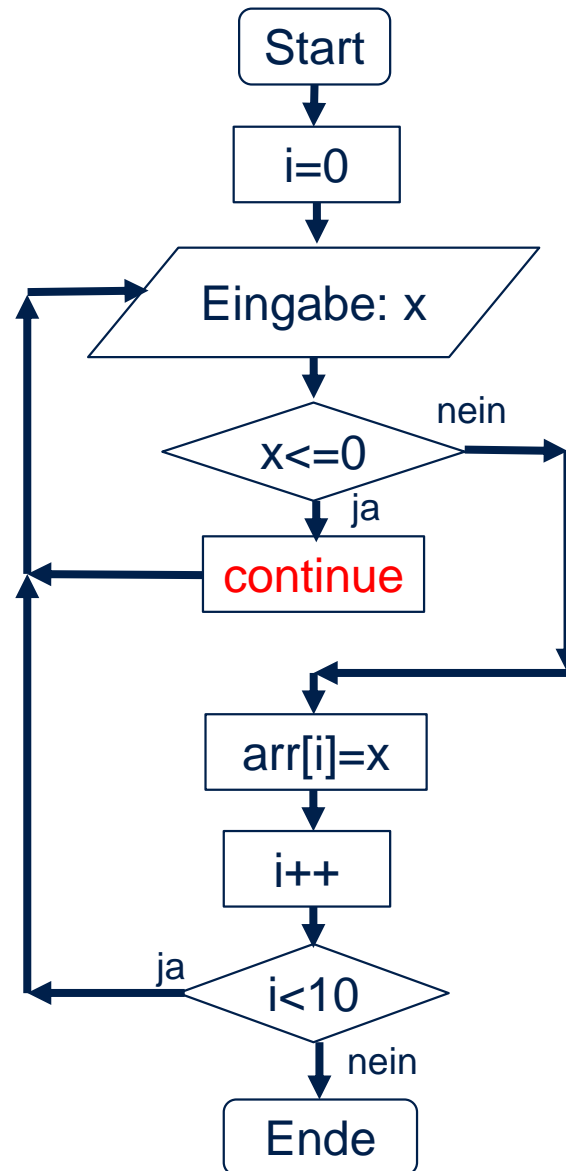 Start
i=0
Eingabe: x
nein
x<=0
ja
continue
arr[i]=x
i++
ja
i<10
nein
Ende